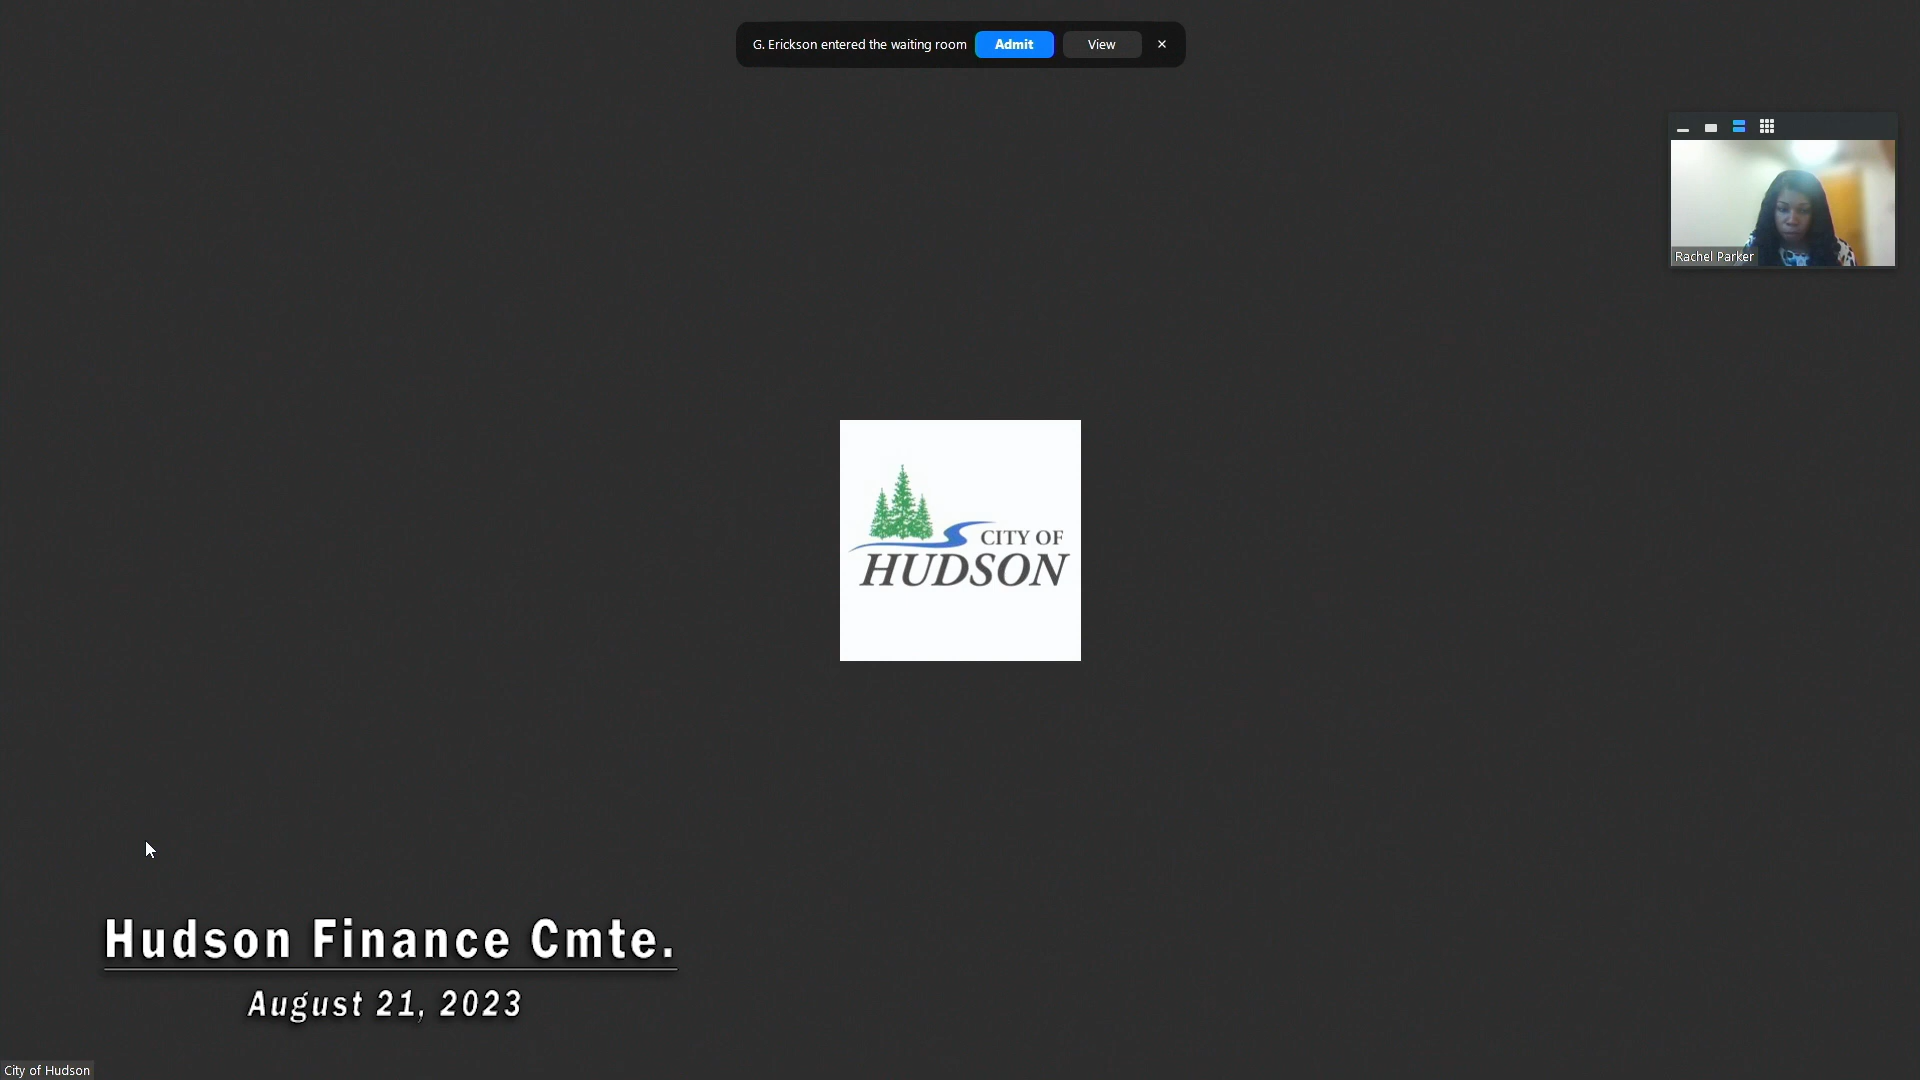 G. Erickson entered the waiting room Admit View
Rachel Parker
CITY OF
HUDSON
Hudson Finance Cmte.
August 21, 2023
City of Hudson